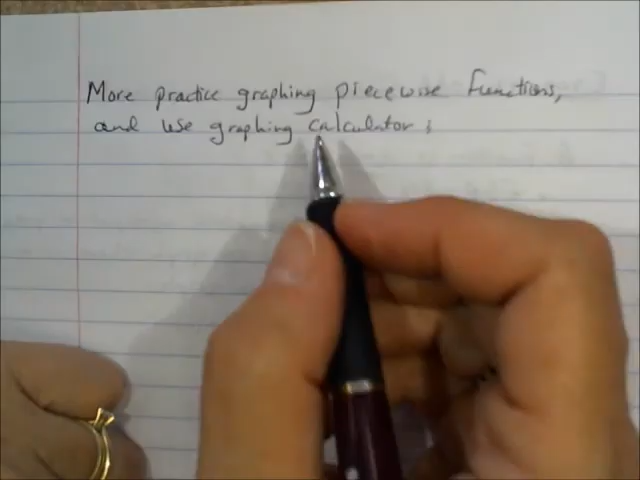 More practice graphing piecewise functions,
and use graphing calculator;